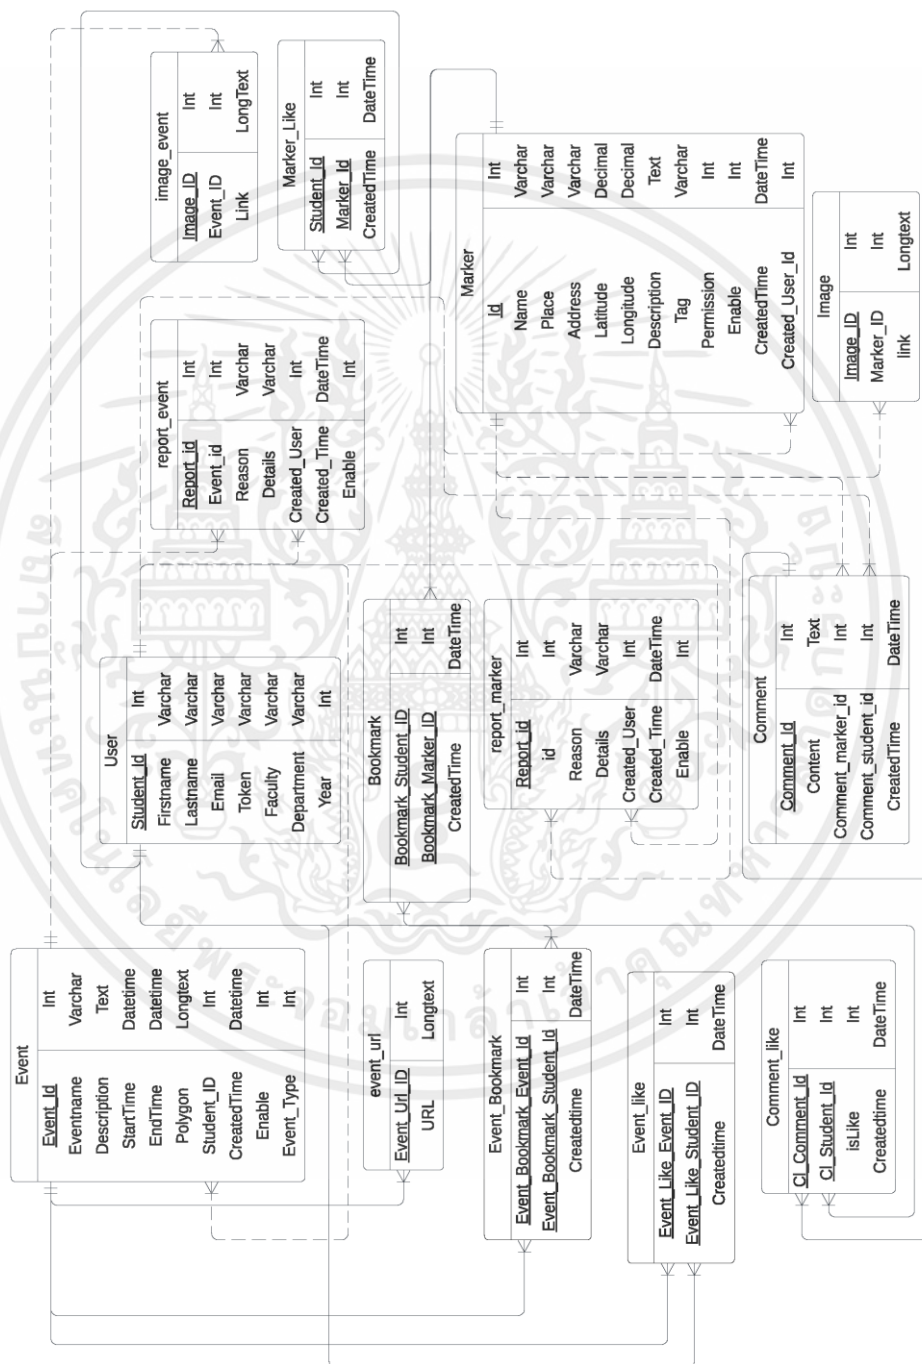 Event
Event_Id Int
Eventname Varchar
Description Text
StartTime Datetime
EndTime Datetime
Polygon Longtext
Student_ID Int
CreatedTime Datetime
Enable Int
Event_Type Int
User
Student_Id Int
Firstname Varchar
Lastname Varchar
Email Varchar
Token Varchar
Faculty Varchar
Department Varchar
Year Int
report_event
Report_id Int
Event_id Int
Reason Varchar
Details Varchar
Created_User Int
Created_Time DateTime
Enable Int
image_event
Image_ID Int
Event_ID Int
Link LongText
Marker_Like
Student_Id Int
Marker_Id Int
CreatedTime DateTime
event_url
Event_Url_ID Int
URL Longtext
Bookmark
Bookmark_Student_ID Int
Bookmark_Marker_ID Int
CreatedTime DateTime
Event_Bookmark
Event_Bookmark_Event_Id Int
Event_Bookmark_Student_Id Int
Createdtime DateTime
report_marker
Report_id Int
id Int
Reason Varchar
Details Varchar
Created_User Int
Created_Time DateTime
Enable Int
Marker
Id Int
Name Varchar
Place Varchar
Address Varchar
Latitude Decimal
Longitude Decimal
Description Text
Tag Varchar
Permission Int
Enable Int
CreatedTime DateTime
Created_User_Id Int
Event_like
Event_Like_Event_ID Int
Event_Like_Student_ID Int
Createdtime DateTime
Comment_like
Cl_Comment_Id Int
Cl_Student_Id Int
isLike Int
Createdtime DateTime
Comment
Comment_Id Int
Content Text
Comment_marker_id Int
Comment_student_id Int
CreatedTime DateTime
Image
Image_ID Int
Marker_ID Int
link Longtext